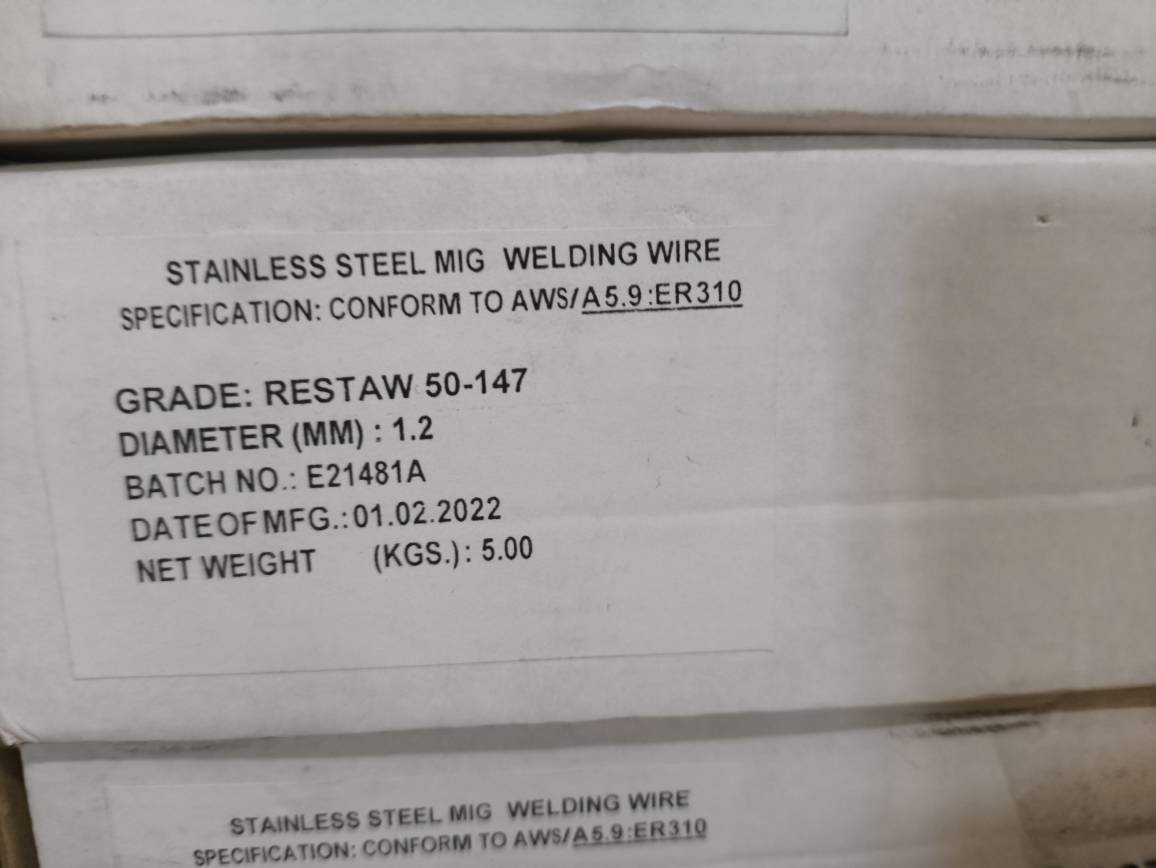 STAINLESS STEEL MIG WELDING WIRE
SPECIFICATION: CONFORM TO AWS/A5.9:ER310
GRADE: RESTAW 50-147
DIAMETER (MM) : 1.2
BATCH NO.: E21481A
DATE OF MFG.: 01.02.2022
NET WEIGHT (KGS.): 5.00
STAINLESS STEEL MIG WELDING WIRE
SPECIFICATION: CONFORM TO AWS/A5.9:ER310